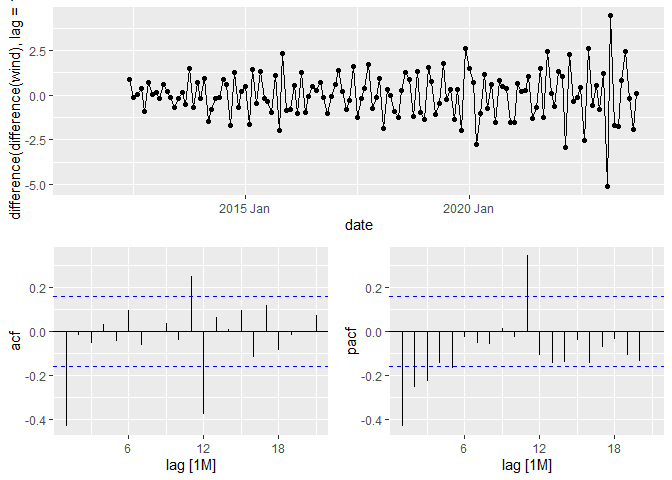 difference(difference(wind), lag =
2.5
0.0
-2.5
-5.0
2015 Jan
2020 Jan
date
acf
0.2
0.0
-0.2
-0.4
6
12
18
lag [1M]
pacf
0.2
0.0
-0.2
-0.4
6
12
18
lag [1M]